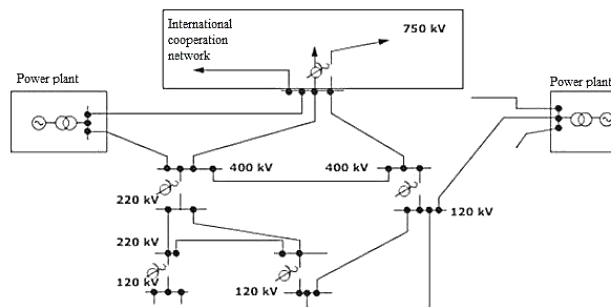 International
cooperation
network
750 kV
Power plant
Power plant
400 kV
400 kV
220 kV
120 kV
220 kV
120 kV
120 kV